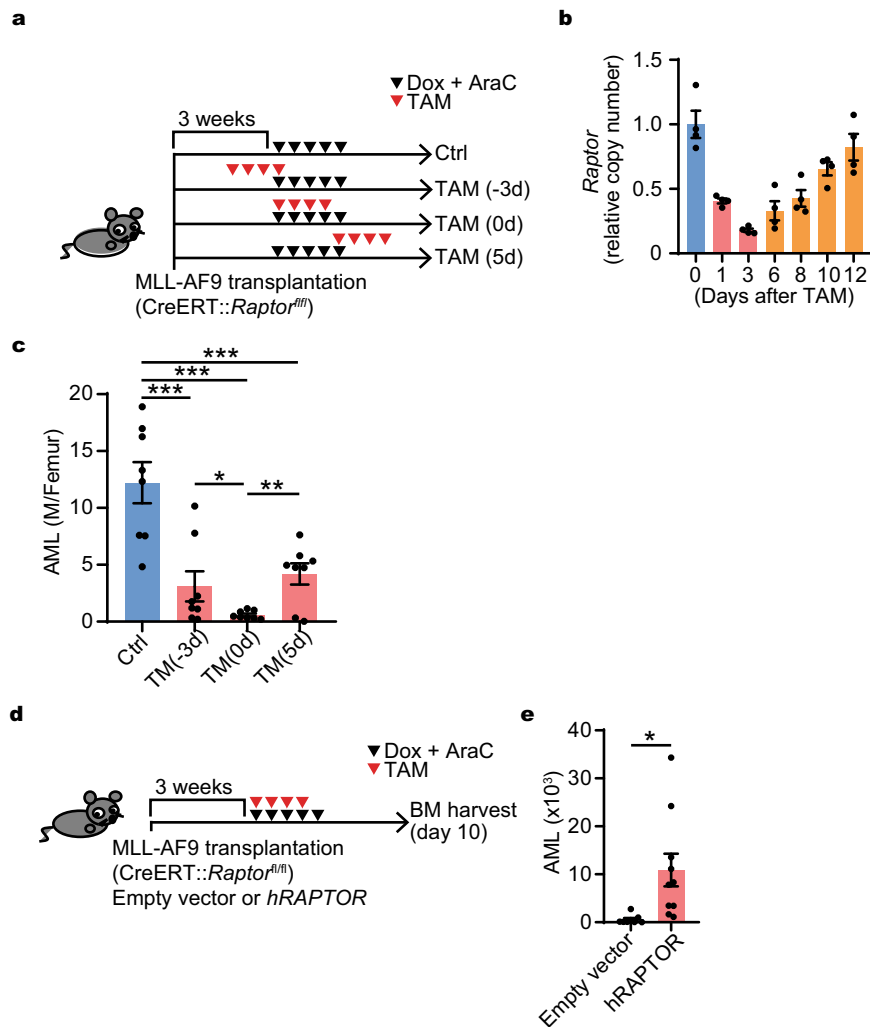 a
▼Dox + AraC
▼TAM
3 weeks
Ctrl
TAM (-3d)
TAM (0d)
TAM (5d)
MLL-AF9 transplantation
(CreERT::Raptorfl/fl)
b
Raptor
(relative copy number)
1.5
1.0
0.5
0
0 1 3 6 8 10 12
(Days after TAM)
c
AML (M/Femur)
20
15
10
5
0
***
***
***
*
**
Ctrl
TM(-3d)
TM(0d)
TM(5d)
d
▼Dox + AraC
▼TAM
3 weeks
BM harvest
(day 10)
MLL-AF9 transplantation
(CreERT::Raptorfl/fl)
Empty vector or hRAPTOR
e
AML (x10³)
40
30
20
10
0
*
Empty vector
hRAPTOR